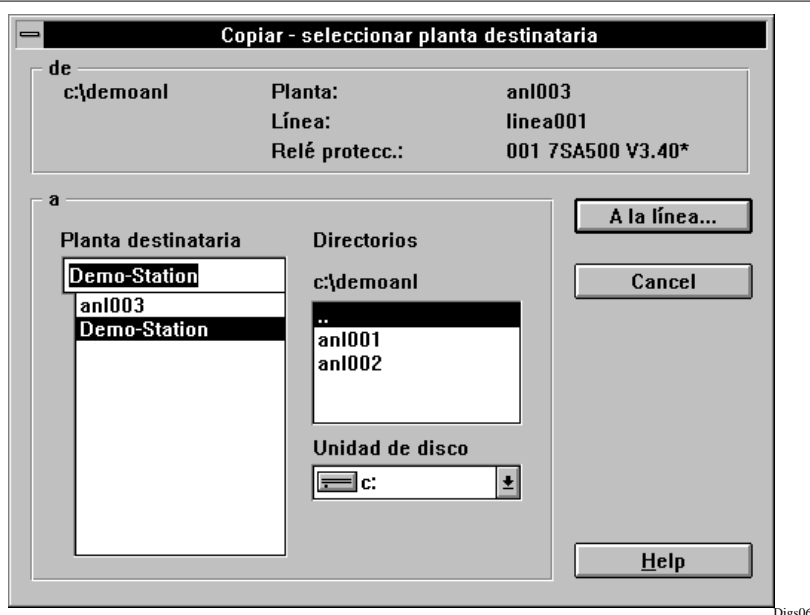 Copiar - seleccionar planta destinataria
de
c:\demoanl Planta: anl003
Línea: linea001
Relé protecc.: 001 7SA500 V3.40*
a
A la línea...
Planta destinataria Directorios
Demo-Station c:\demoanl Cancel
anl003 ..
Demo-Station anl001
anl002
Unidad de disco
c:
Help
Digs06